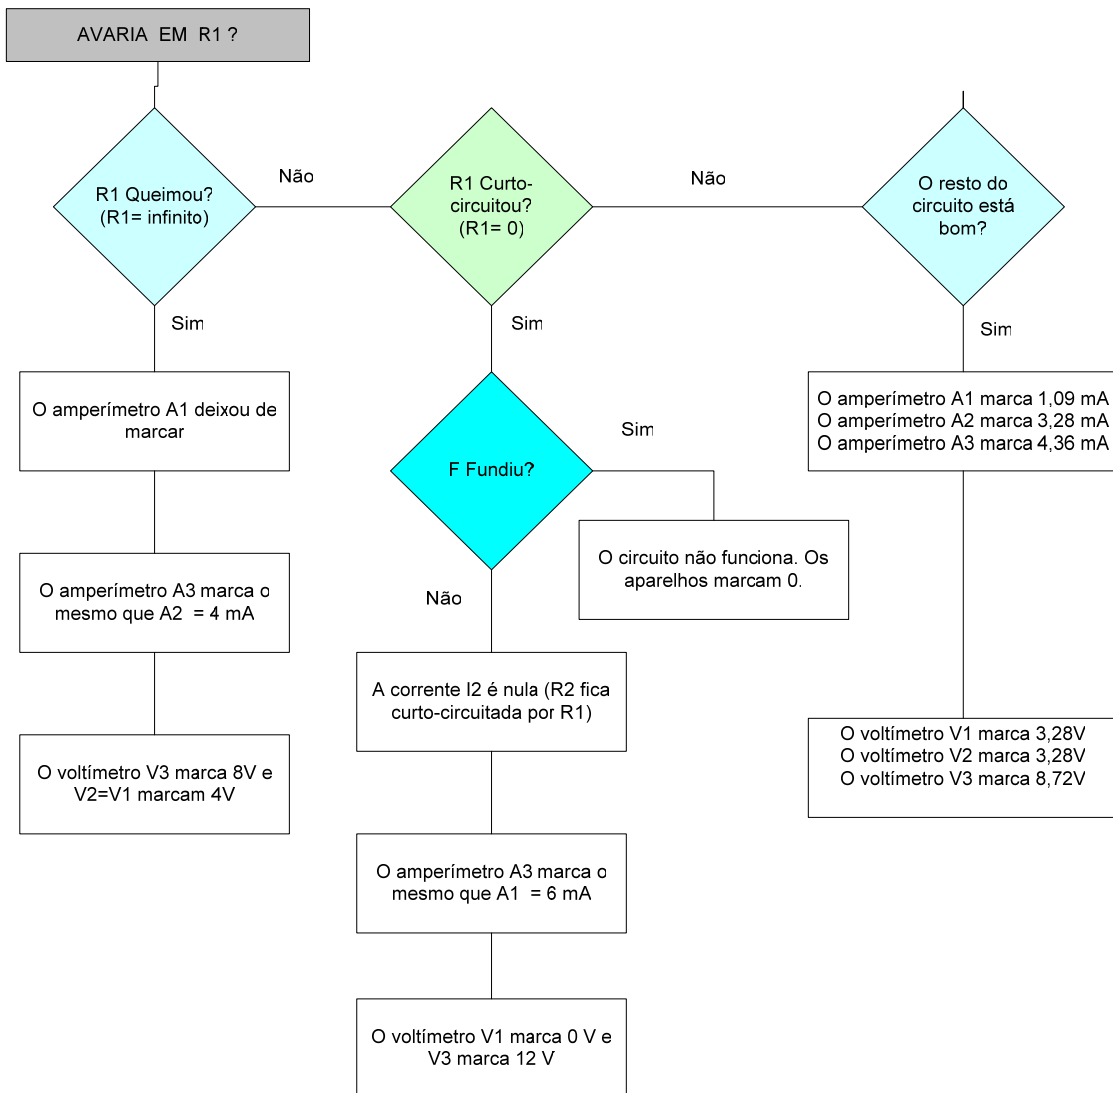 AVARIA EM R1 ?
R1 Queimou?
(R1= infinito)
Não
R1 Curto-
circuitou?
(R1= 0)
Não
O resto do
circuito está
bom?
Sim
Sim
Sim
O amperímetro A1 deixou de
marcar
F Fundiu?
Sim
O amperímetro A1 marca 1,09 mA
O amperímetro A2 marca 3,28 mA
O amperímetro A3 marca 4,36 mA
O circuito não funciona. Os
aparelhos marcam 0.
O amperímetro A3 marca o
mesmo que A2 = 4 mA
Não
A corrente I2 é nula (R2 fica
curto-circuitada por R1)
O voltímetro V3 marca 8V e
V2=V1 marcam 4V
O voltímetro V1 marca 3,28V
O voltímetro V2 marca 3,28V
O voltímetro V3 marca 8,72V
O amperímetro A3 marca o
mesmo que A1 = 6 mA
O voltímetro V1 marca 0 V e
V3 marca 12 V